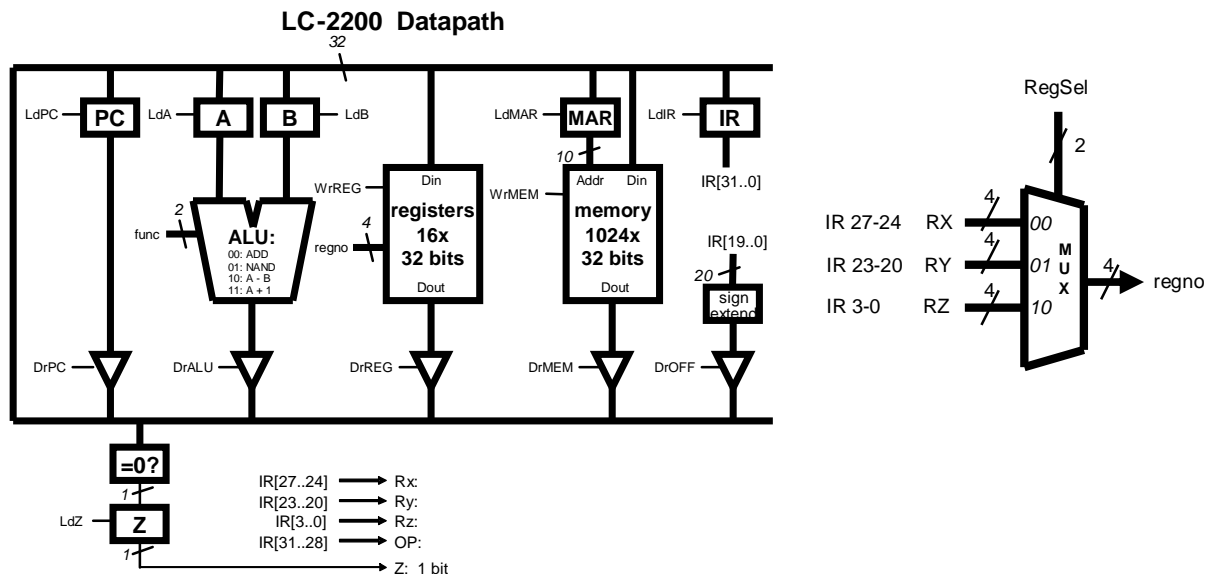 LC-2200 Datapath
32
LdPC
PC
LdA
A
B
LdB
LdMAR
MAR
LdIR
IR
10
IR[31..0]
WrREG
Din
registers
16x
32 bits
Dout
regno
4
WrMEM
Addr Din
memory
1024x
32 bits
Dout
func
2
ALU:
00: ADD
01: NAND
10: A - B
11: A + 1
IR[19..0]
20
sign
extend
DrPC
DrALU
DrREG
DrMEM
DrOFF
=0?
1
LdZ
Z
1
IR[27..24] Rx:
IR[23..20] Ry:
IR[3..0] Rz:
IR[31..28] OP:
Z: 1 bit
RegSel
2
IR 27-24 RX 4 00
IR 23-20 RY 4 01
IR 3-0 RZ 4 10
M
U
X
4
regno